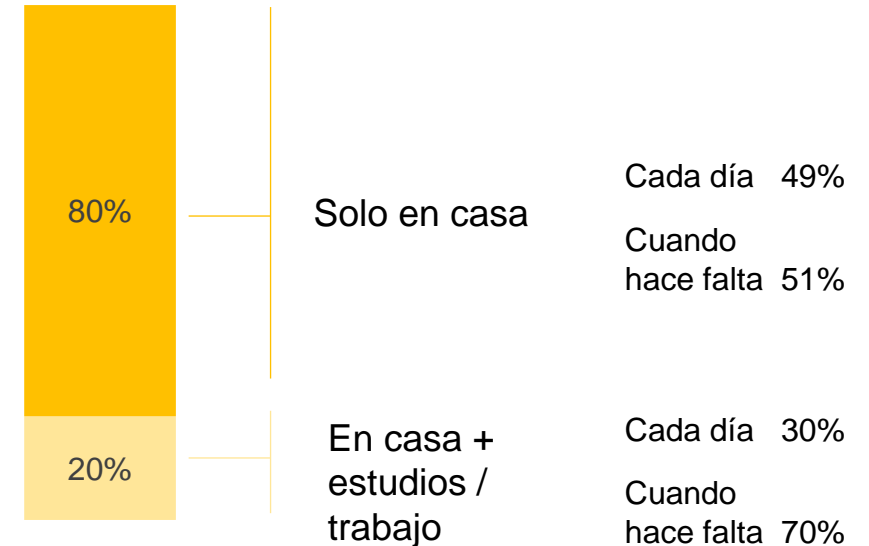 80%
Solo en casa
Cada día 49%
Cuando
hace falta 51%
20%
En casa +
estudios /
trabajo
Cada día 30%
Cuando
hace falta 70%